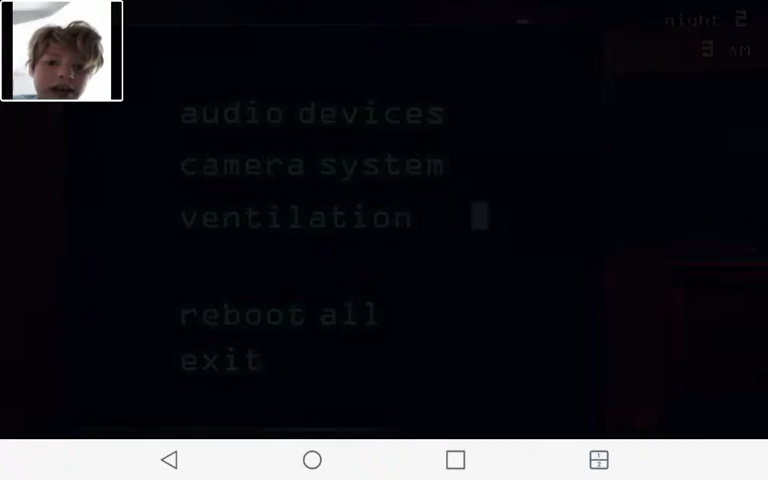 night 2
3 AM
audio devices
camera system
ventilation
reboot all
exit